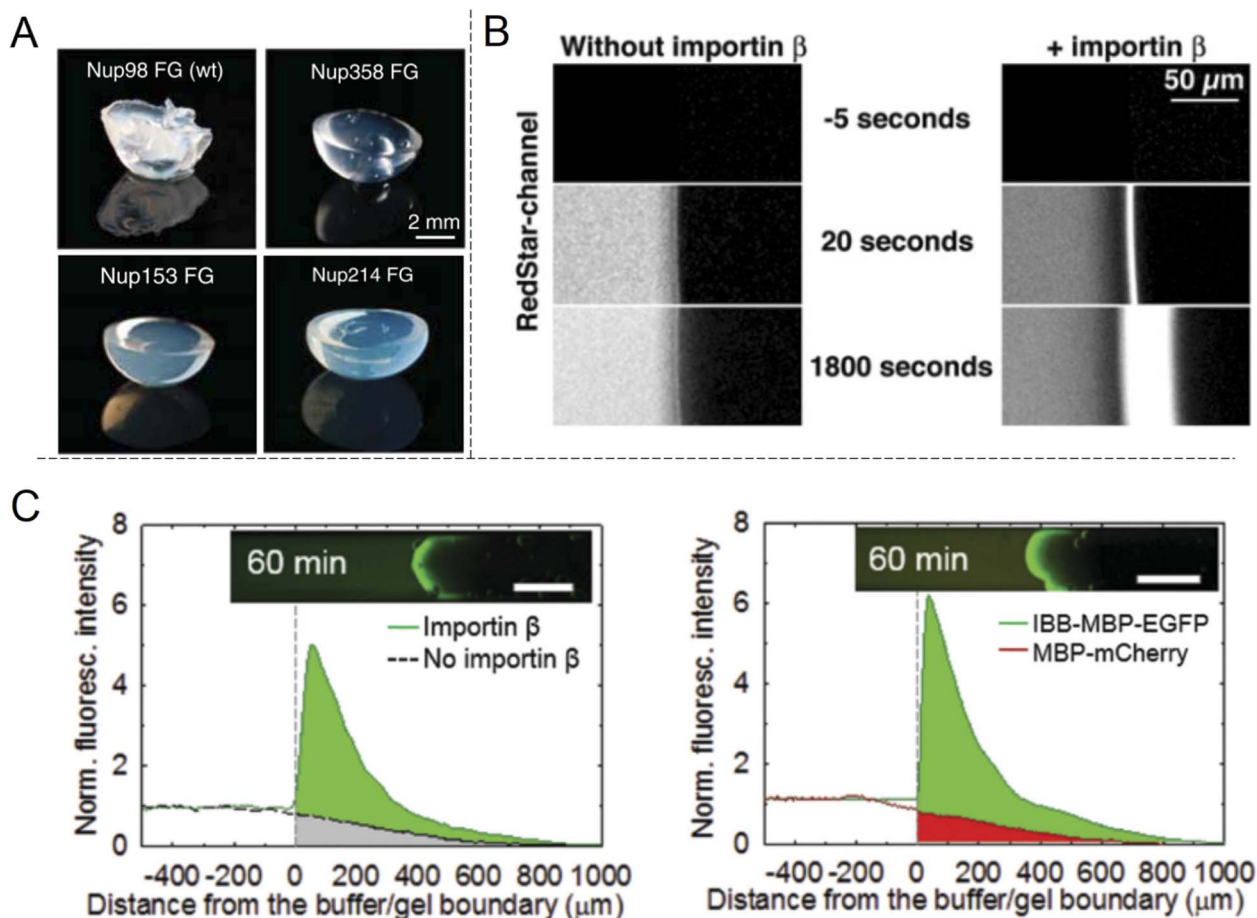 A
Nup98 FG (wt)
Nup358 FG
2 mm
Nup153 FG
Nup214 FG
B
Without importin β
+ importin β
RedStar-channel
50 µm
-5 seconds
20 seconds
1800 seconds
C
Norm. fluoresc. intensity
8
6
4
2
0
60 min
Importin β
No importin β
-400 -200 0 200 400 600 800 1000
Distance from the buffer/gel boundary (µm)
Norm. fluoresc. intensity
8
6
4
2
0
60 min
IBB-MBP-EGFP
MBP-mCherry
-400 -200 0 200 400 600 800 1000
Distance from the buffer/gel boundary (µm)